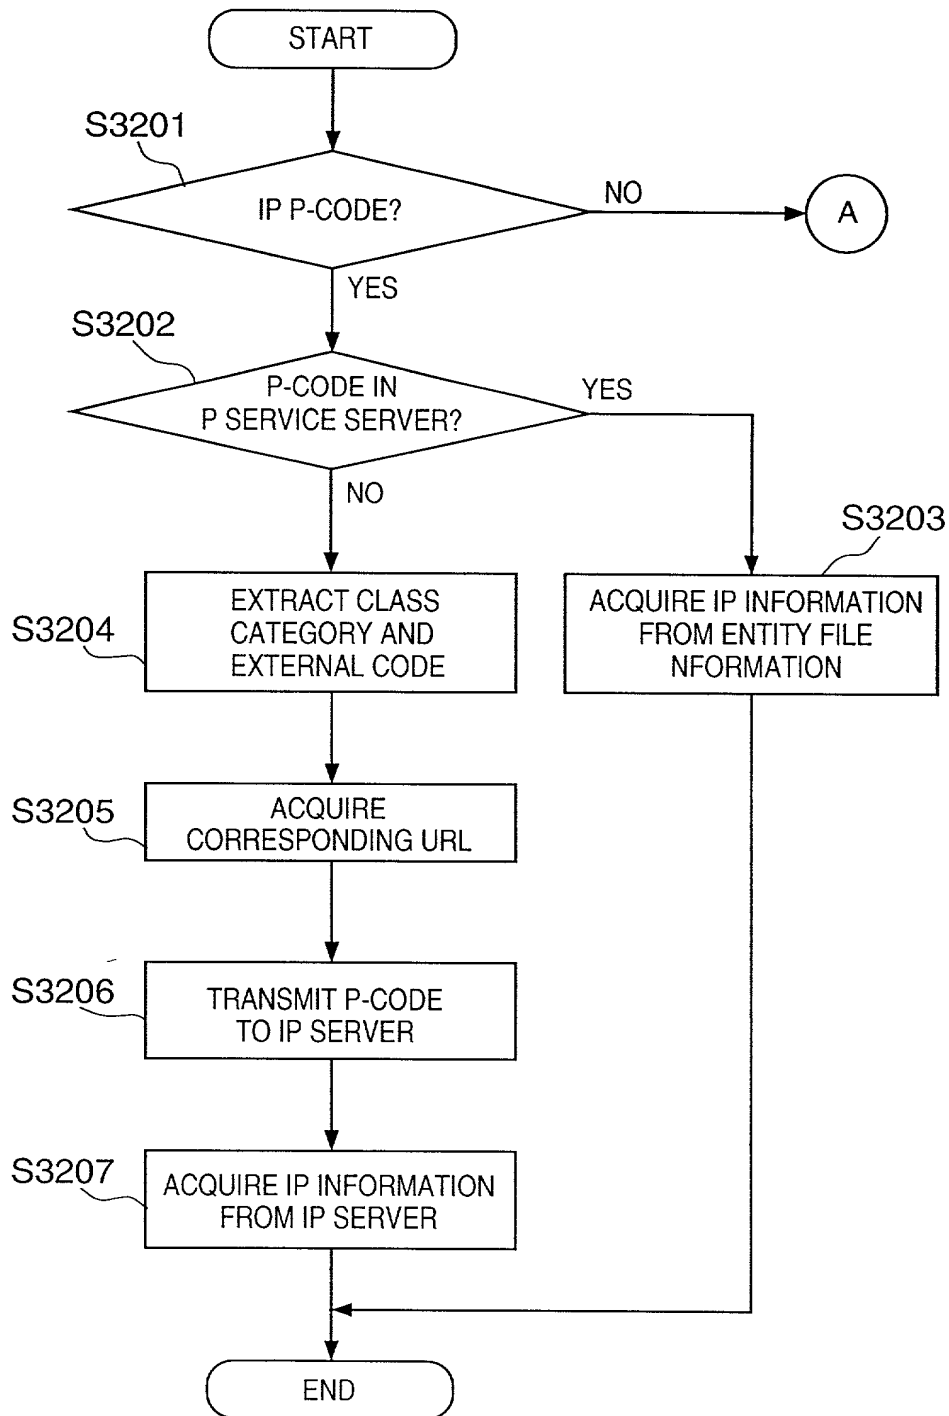 START
S3201
IP P-CODE?
NO
A
YES
S3202
P-CODE IN
P SERVICE SERVER?
YES
NO
S3203
ACQUIRE IP INFORMATION
FROM ENTITY FILE
NFORMATION
S3204
EXTRACT CLASS
CATEGORY AND
EXTERNAL CODE
S3205
ACQUIRE
CORRESPONDING URL
S3206
TRANSMIT P-CODE
TO IP SERVER
S3207
ACQUIRE IP INFORMATION
FROM IP SERVER
END